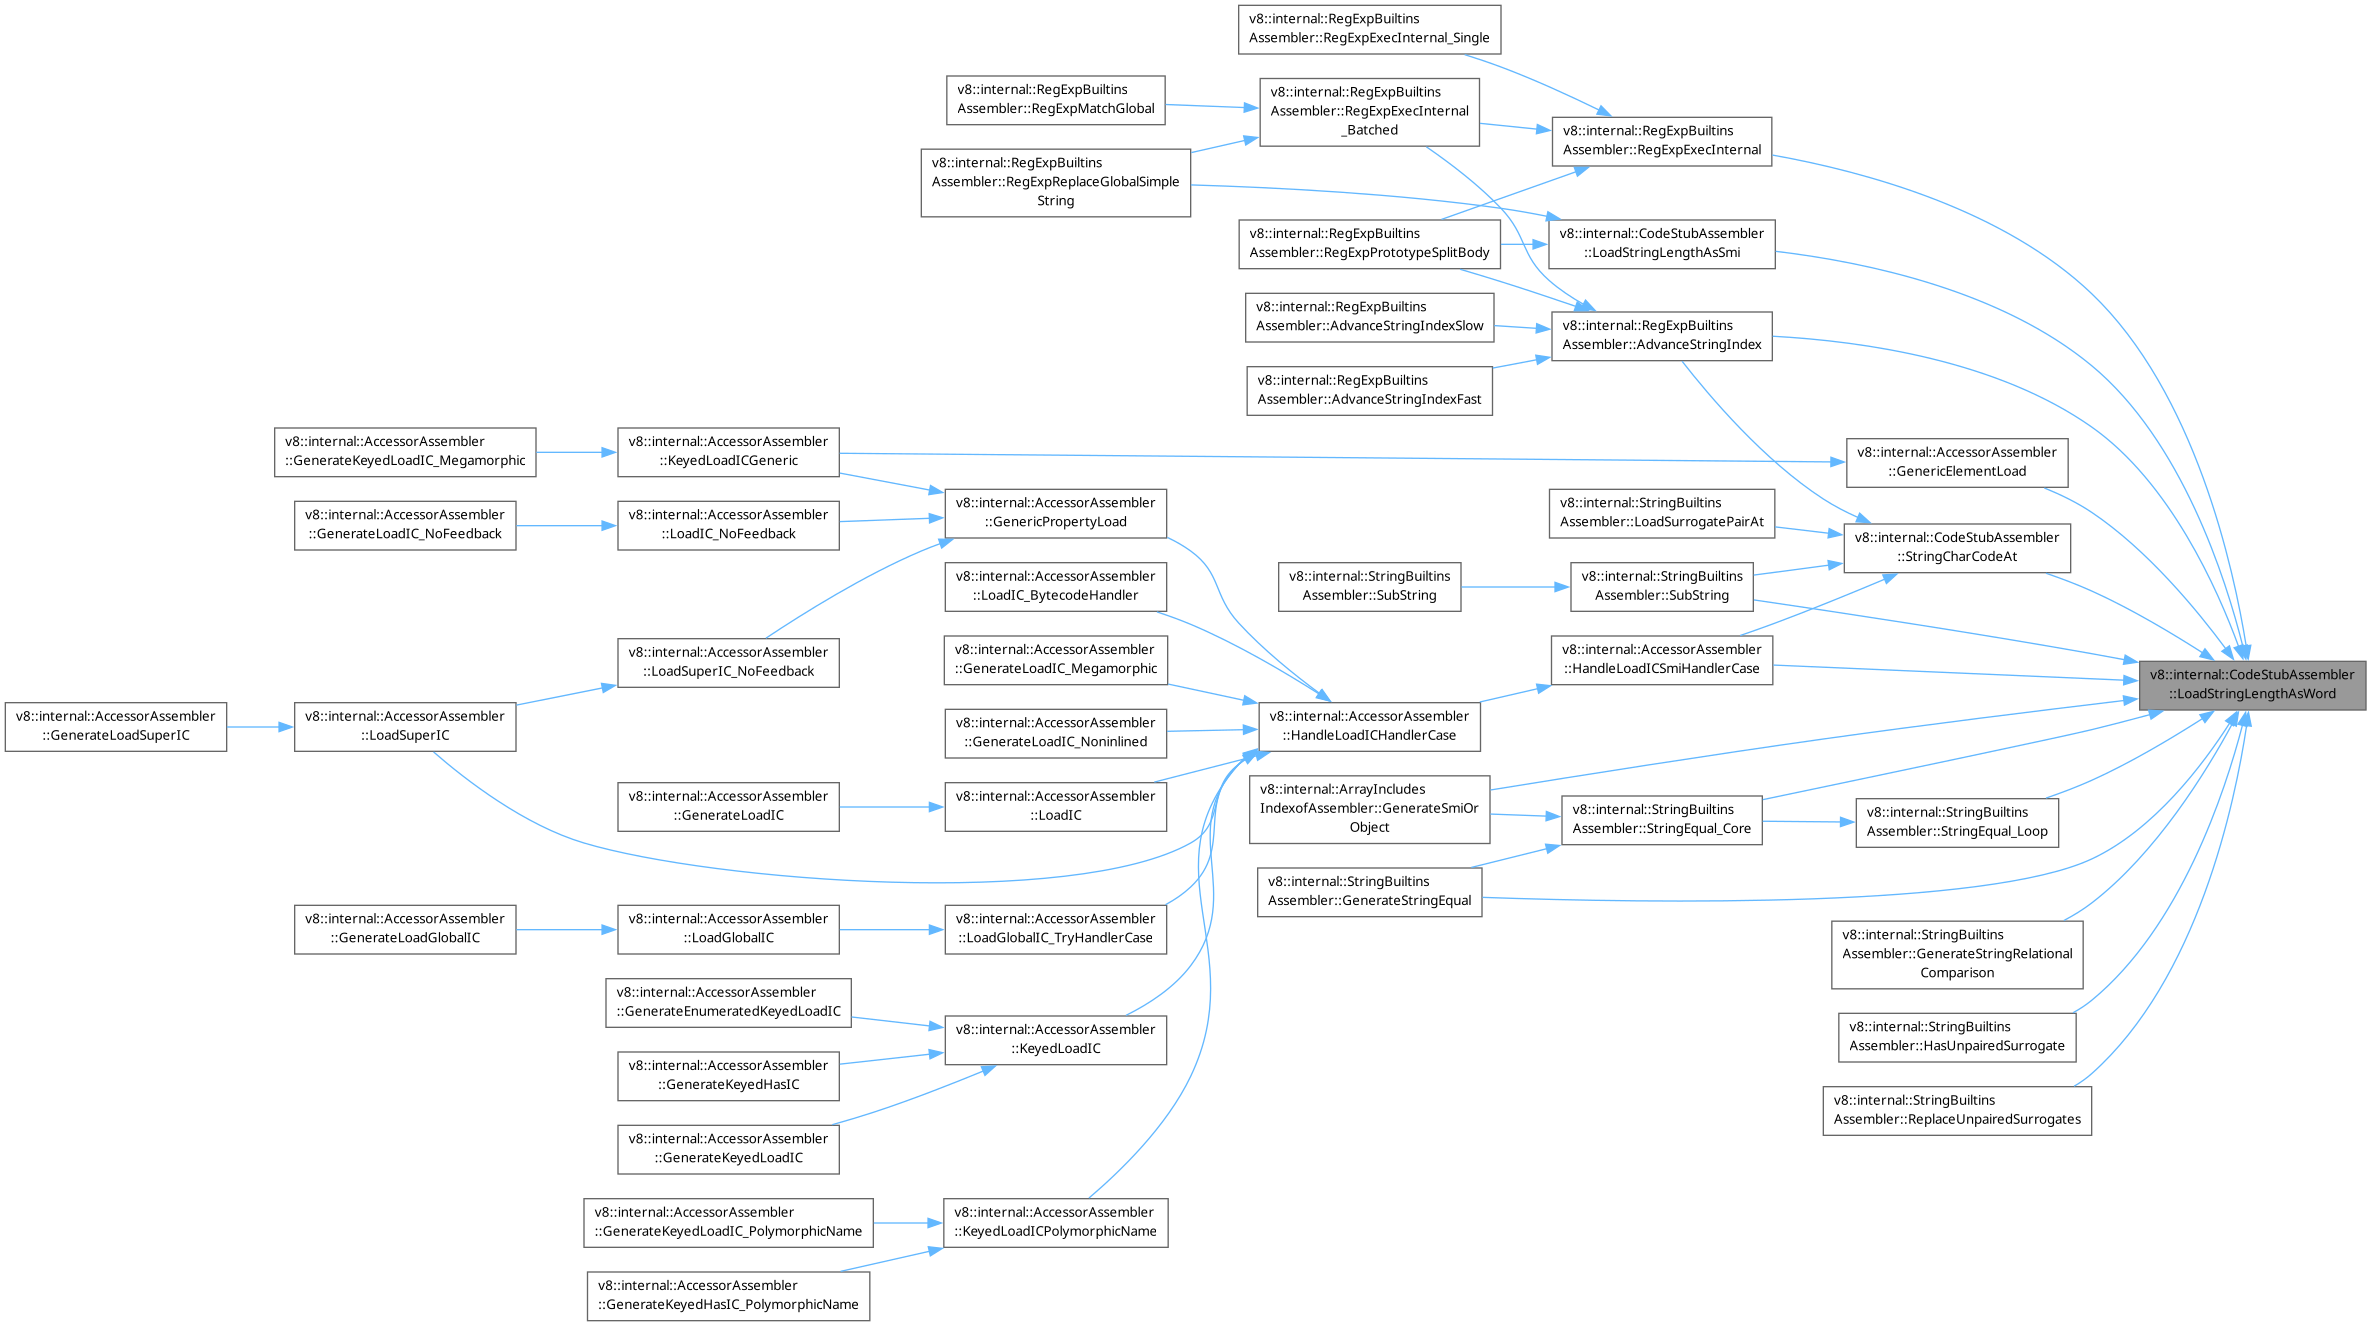 v8::internal::RegExpBuiltins
Assembler::RegExpExecInternal_Single
v8::internal::RegExpBuiltins
Assembler::RegExpMatchGlobal
v8::internal::RegExpBuiltins
Assembler::RegExpExecInternal
_Batched
v8::internal::RegExpBuiltins
Assembler::RegExpExecInternal
v8::internal::RegExpBuiltins
Assembler::RegExpReplaceGlobalSimple
String
v8::internal::RegExpBuiltins
Assembler::RegExpPrototypeSplitBody
v8::internal::CodeStubAssembler
::LoadStringLengthAsSmi
v8::internal::RegExpBuiltins
Assembler::AdvanceStringIndexSlow
v8::internal::RegExpBuiltins
Assembler::AdvanceStringIndex
v8::internal::RegExpBuiltins
Assembler::AdvanceStringIndexFast
v8::internal::AccessorAssembler
::GenerateKeyedLoadIC_Megamorphic
v8::internal::AccessorAssembler
::KeyedLoadICGeneric
v8::internal::AccessorAssembler
::GenericElementLoad
v8::internal::AccessorAssembler
::GenerateLoadIC_NoFeedback
v8::internal::AccessorAssembler
::LoadIC_NoFeedback
v8::internal::AccessorAssembler
::GenericPropertyLoad
v8::internal::StringBuiltins
Assembler::LoadSurrogatePairAt
v8::internal::CodeStubAssembler
::StringCharCodeAt
v8::internal::AccessorAssembler
::LoadIC_BytecodeHandler
v8::internal::StringBuiltins
Assembler::SubString
v8::internal::StringBuiltins
Assembler::SubString
v8::internal::AccessorAssembler
::LoadSuperIC_NoFeedback
v8::internal::AccessorAssembler
::GenerateLoadIC_Megamorphic
v8::internal::AccessorAssembler
::HandleLoadICSmiHandlerCase
v8::internal::CodeStubAssembler
::LoadStringLengthAsWord
v8::internal::AccessorAssembler
::GenerateLoadSuperIC
v8::internal::AccessorAssembler
::LoadSuperIC
v8::internal::AccessorAssembler
::GenerateLoadIC_Noninlined
v8::internal::AccessorAssembler
::HandleLoadICHandlerCase
v8::internal::AccessorAssembler
::GenerateLoadIC
v8::internal::AccessorAssembler
::LoadIC
v8::internal::ArrayIncludes
IndexofAssembler::GenerateSmiOr
Object
v8::internal::StringBuiltins
Assembler::StringEqual_Core
v8::internal::StringBuiltins
Assembler::StringEqual_Loop
v8::internal::StringBuiltins
Assembler::GenerateStringEqual
v8::internal::AccessorAssembler
::GenerateLoadGlobalIC
v8::internal::AccessorAssembler
::LoadGlobalIC
v8::internal::AccessorAssembler
::LoadGlobalIC_TryHandlerCase
v8::internal::StringBuiltins
Assembler::GenerateStringRelational
Comparison
v8::internal::AccessorAssembler
::GenerateEnumeratedKeyedLoadIC
v8::internal::AccessorAssembler
::KeyedLoadIC
v8::internal::StringBuiltins
Assembler::HasUnpairedSurrogate
v8::internal::AccessorAssembler
::GenerateKeyedHasIC
v8::internal::StringBuiltins
Assembler::ReplaceUnpairedSurrogates
v8::internal::AccessorAssembler
::GenerateKeyedLoadIC
v8::internal::AccessorAssembler
::GenerateKeyedLoadIC_PolymorphicName
v8::internal::AccessorAssembler
::KeyedLoadICPolymorphicName
v8::internal::AccessorAssembler
::GenerateKeyedHasIC_PolymorphicName